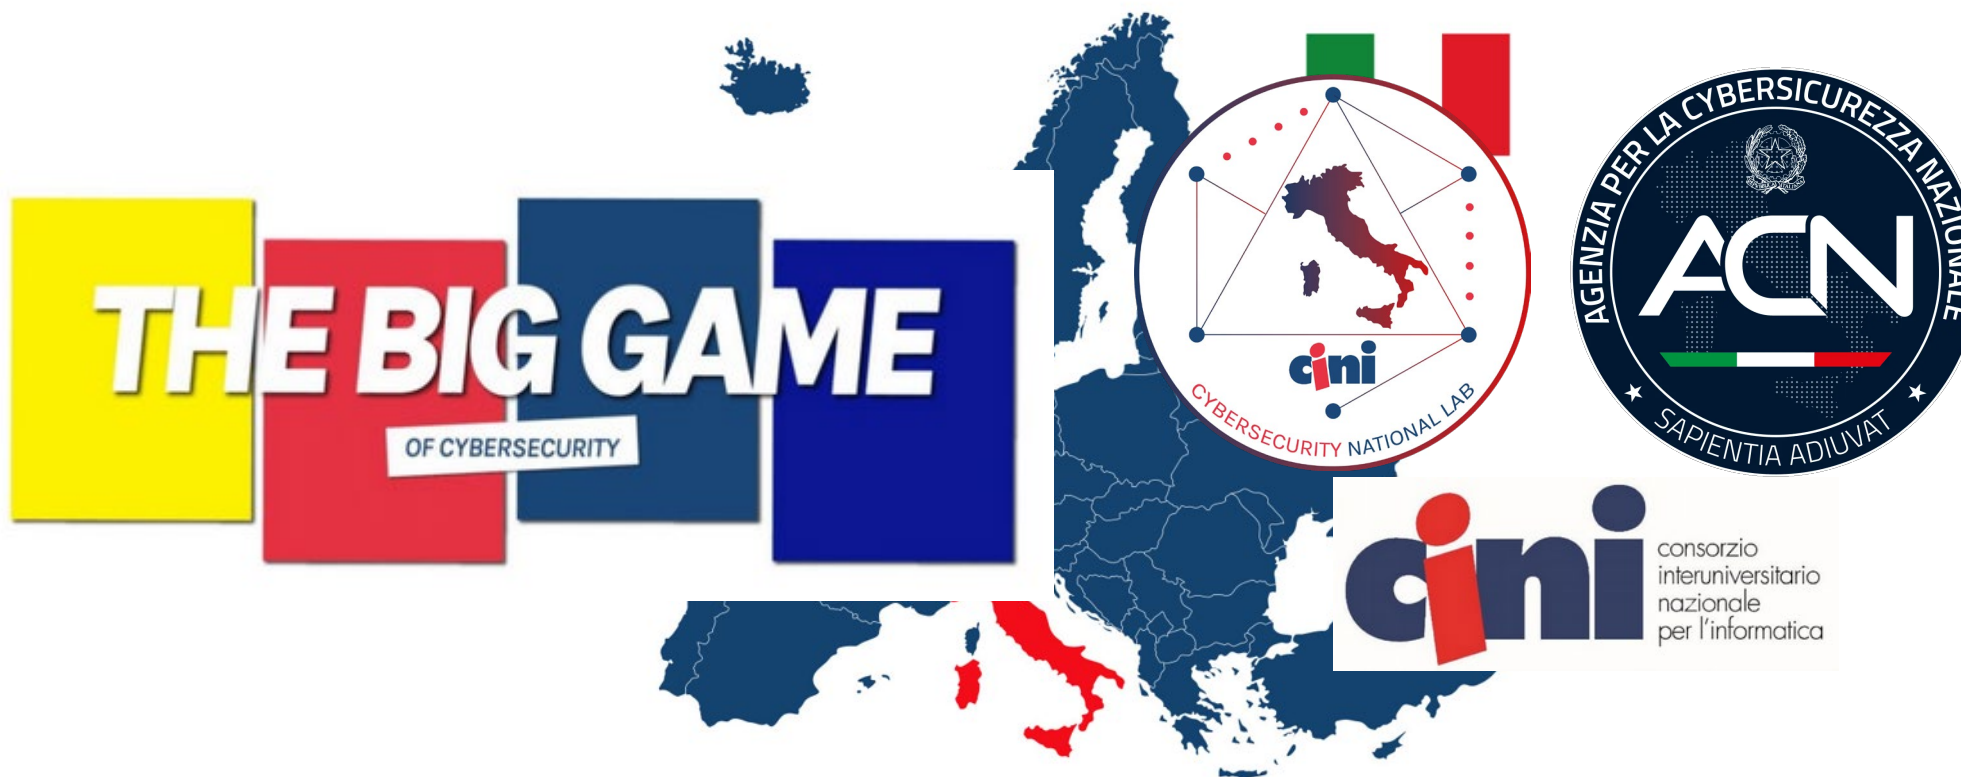 THE BIG GAME
OF CYBERSECURITY
cini
CYBERSECURITY NATIONAL LAB
AGENZIA PER LA CYBERSICUREZZA NAZIONALE
ACN
SAPIENTIA ADIUVAT
cini
consorzio
interuniversitario
nazionale
per l'informatica